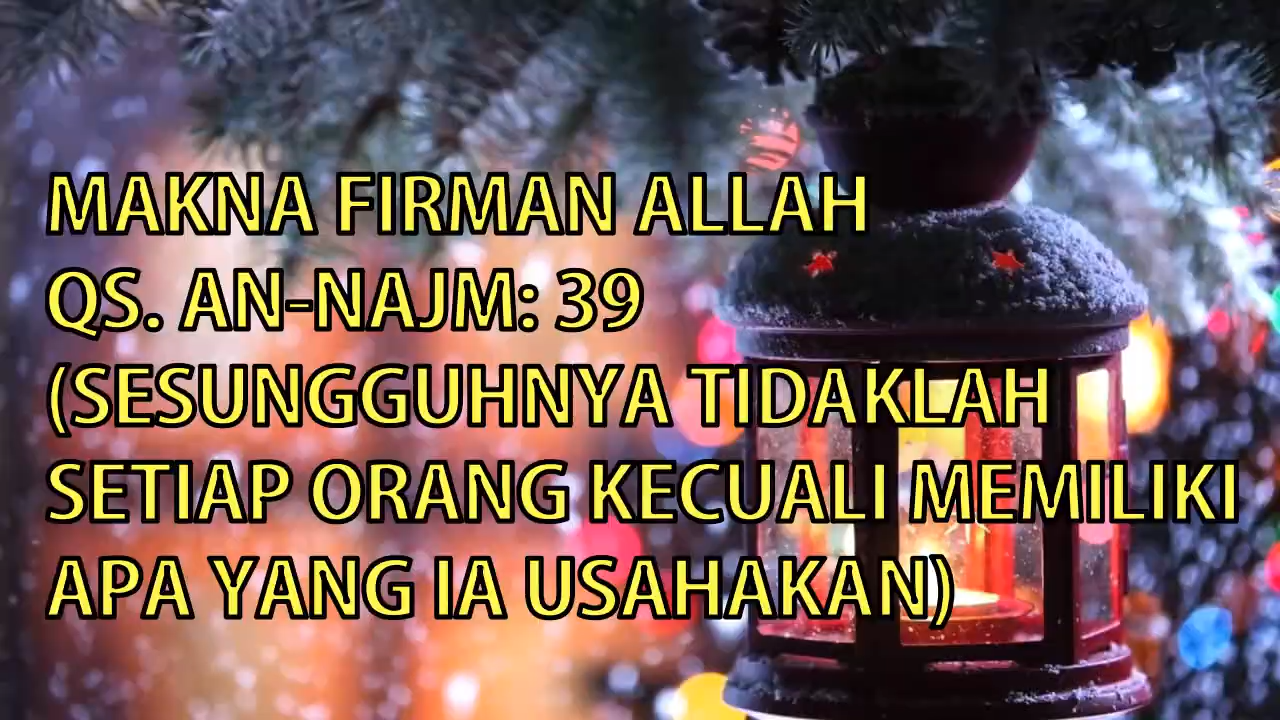 MAKNA FIRMAN ALLAH
QS. AN-NAJM: 39
(SESUNGGUHNYA TIDAKLAH
SETIAP ORANG KECUALI MEMILIKI
APA YANG IA USAHAKAN)